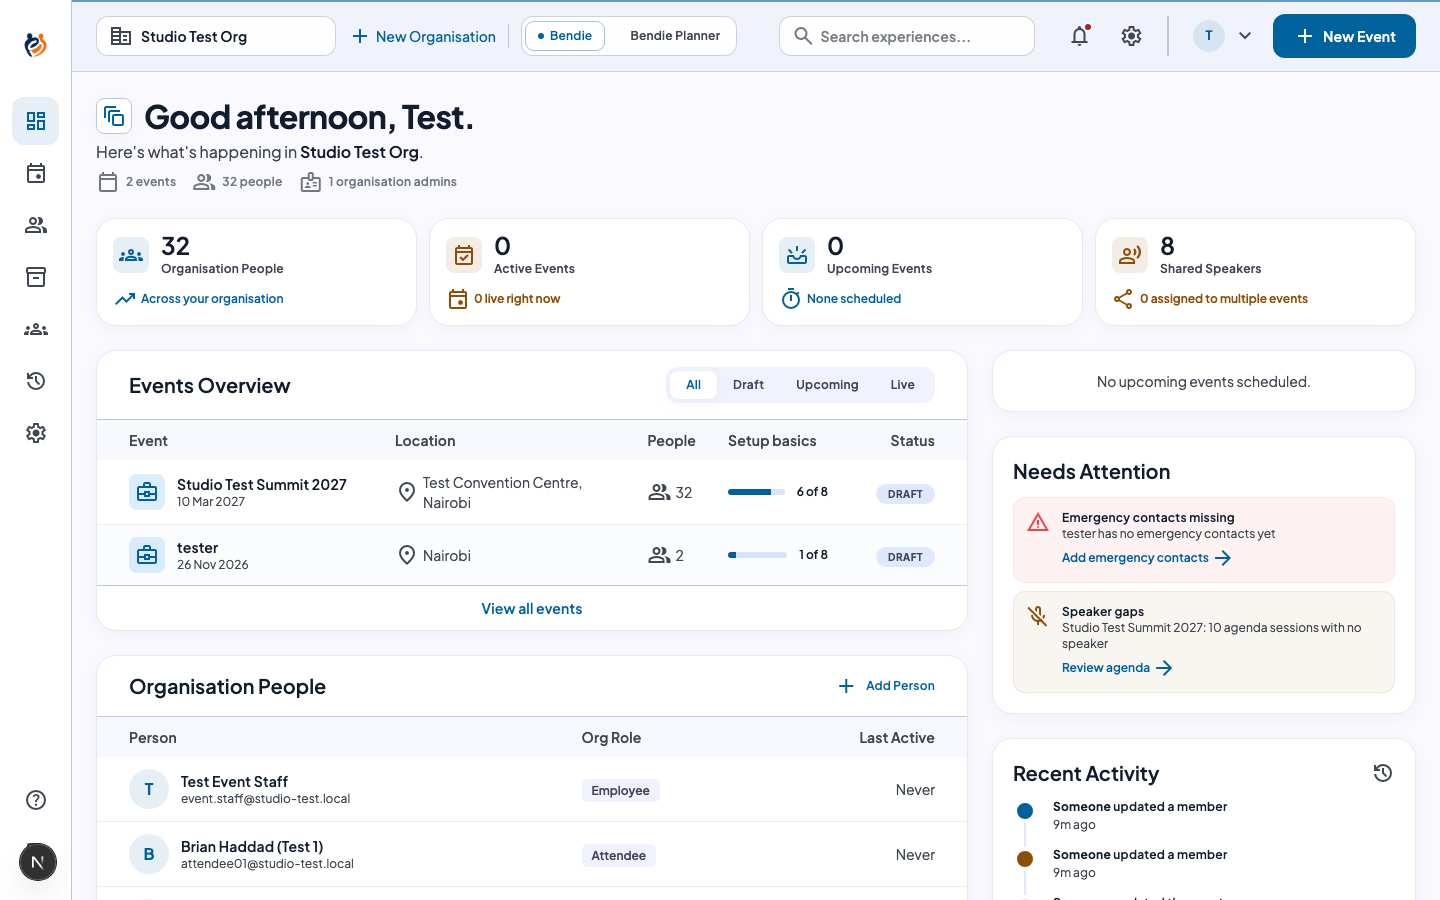 Studio Test Org
New Organisation
Bendie
Bendie Planner
Search experiences...
T
New Event
Good afternoon, Test.
Here's what's happening in Studio Test Org.
2 events
32 people
1 organisation admins
32
Organisation People
Across your organisation
0
Active Events
0 live right now
0
Upcoming Events
None scheduled
8
Shared Speakers
0 assigned to multiple events
Events Overview
All
Draft
Upcoming
Live
Event
Location
People
Setup basics
Status
Studio Test Summit 2027
10 Mar 2027
Test Convention Centre,
Nairobi
32
6 of 8
DRAFT
tester
26 Nov 2026
Nairobi
2
1 of 8
DRAFT
View all events
Organisation People
Add Person
Person
Org Role
Last Active
T
Test Event Staff
event.staff@studio-test.local
Employee
Never
B
Brian Haddad (Test 1)
attendee01@studio-test.local
Attendee
Never
No upcoming events scheduled.
Needs Attention
Emergency contacts missing
tester has no emergency contacts yet
Add emergency contacts
Speaker gaps
Studio Test Summit 2027: 10 agenda sessions with no
speaker
Review agenda
Recent Activity
Someone updated a member
9m ago
Someone updated a member
9m ago
N